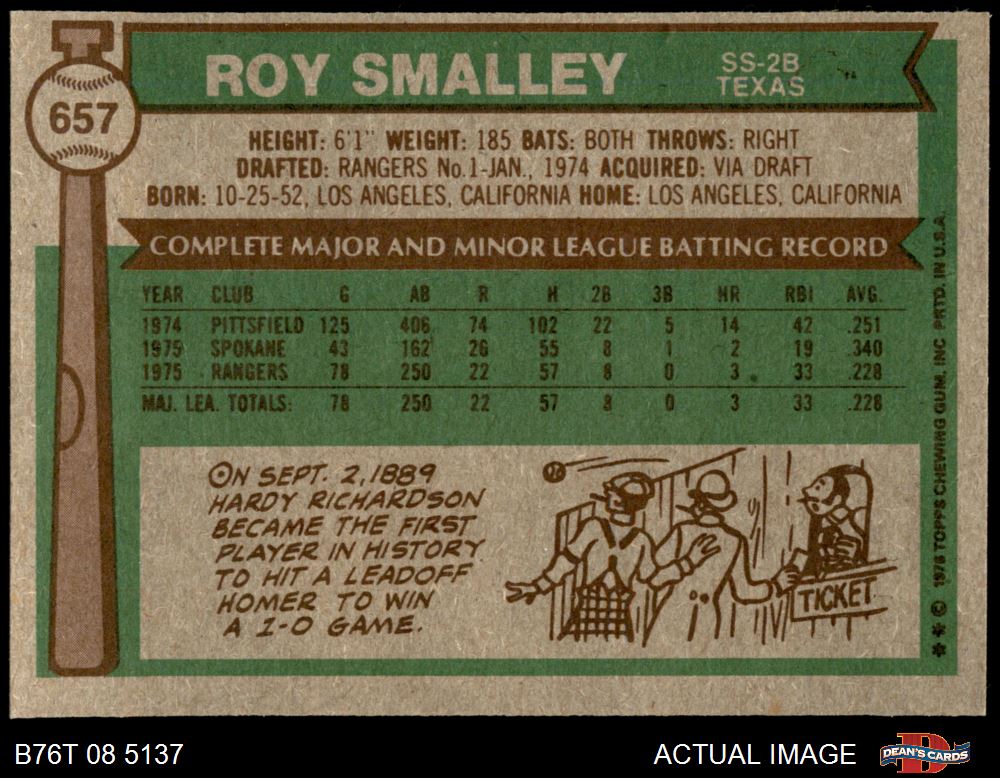 657
ROY SMALLEY
SS-2B
TEXAS
HEIGHT: 6'1" WEIGHT: 185 BATS: BOTH THROWS: RIGHT
DRAFTED: RANGERS No.1-JAN., 1974 ACQUIRED: VIA DRAFT
BORN: 10-25-52, LOS ANGELES, CALIFORNIA HOME: LOS ANGELES, CALIFORNIA
COMPLETE MAJOR AND MINOR LEAGUE BATTING RECORD
YEAR CLUB G AB R H 2B 3B HR RBI AVG.
1974 PITTSFIELD 125 406 74 102 22 5 14 42 .251
1975 SPOKANE 43 162 26 55 8 1 2 19 .340
1975 RANGERS 78 250 22 57 8 0 3 33 .228
MAJ. LEA. TOTALS: 78 250 22 57 8 0 3 33 .228
ON SEPT. 2, 1889
HARDY RICHARDSON
BECAME THE FIRST
PLAYER IN HISTORY
TO HIT A LEADOFF
HOMER TO WIN
A 1-0 GAME.
TICKET
** © 1976 TOPPS CHEWING GUM, INC PRTD. IN U.S.A.
B76T 08 5137
ACTUAL IMAGE
DEAN'S CARDS